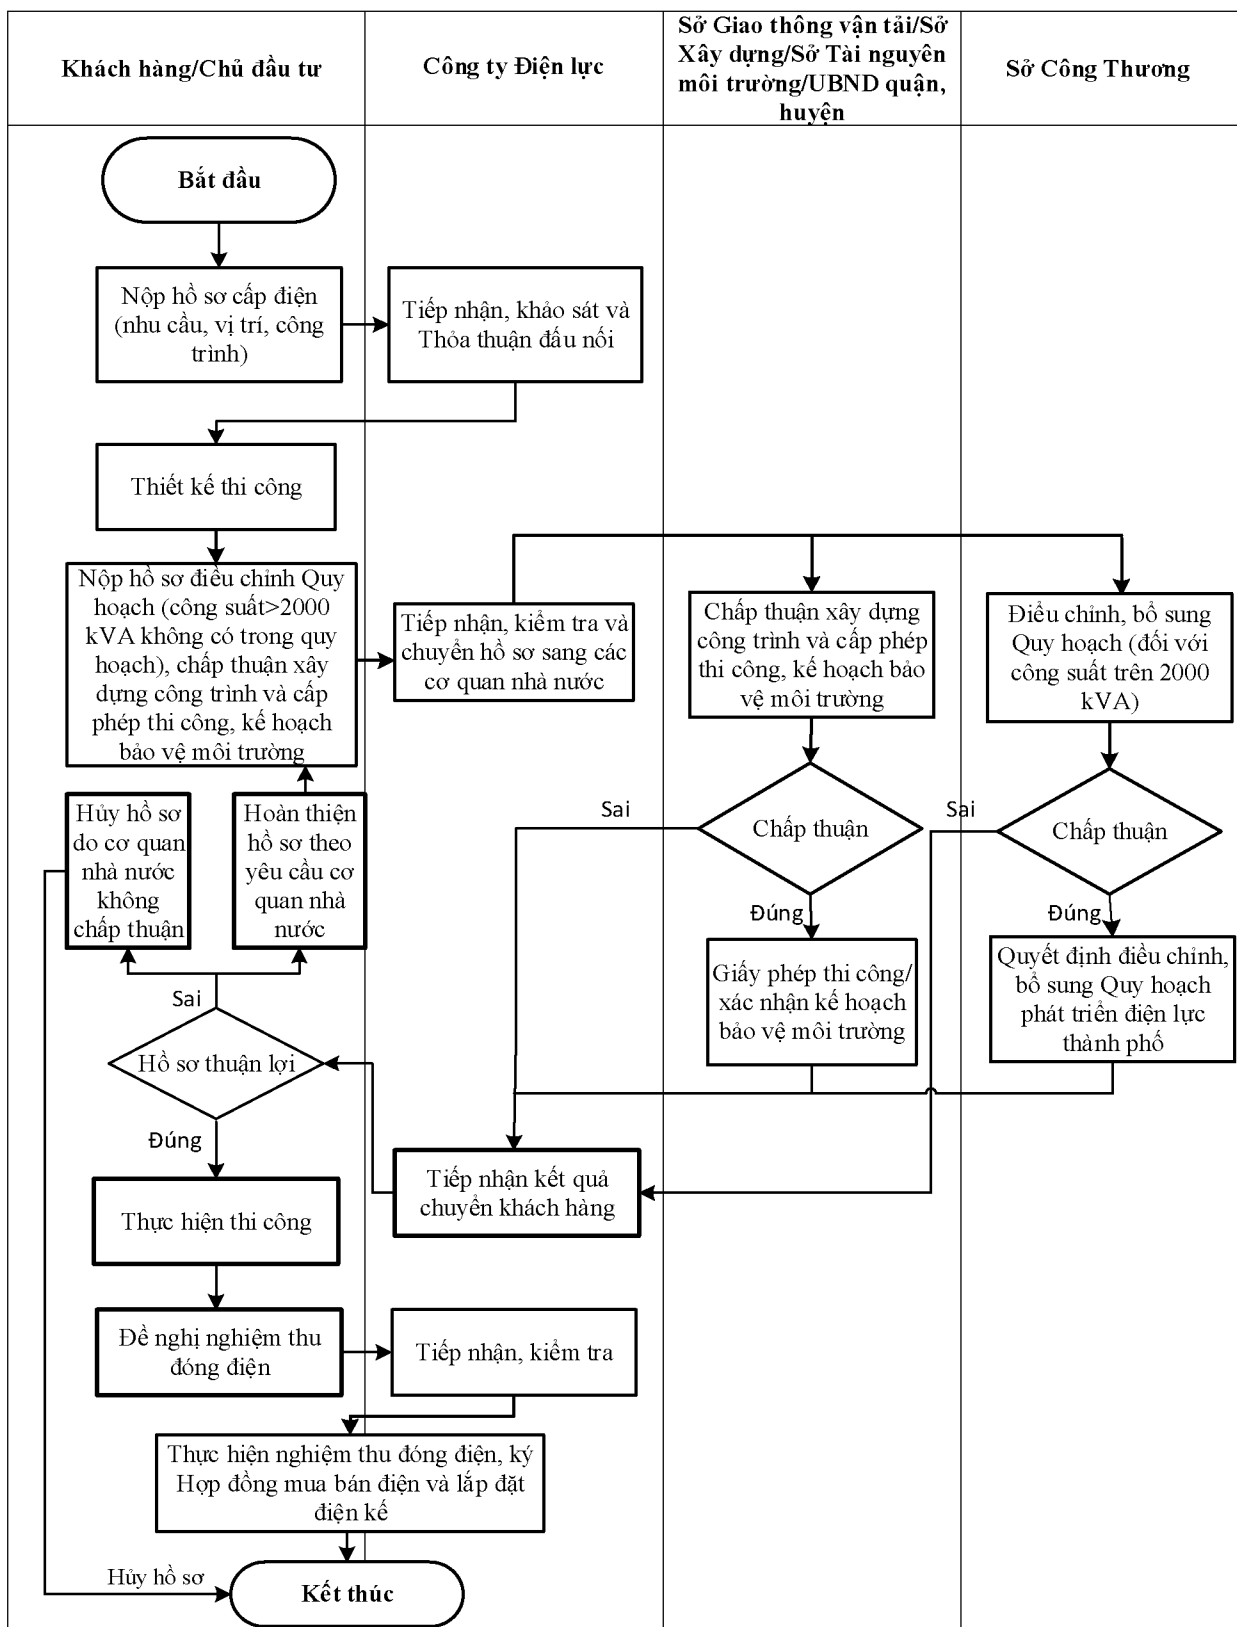 Khách hàng/Chủ đầu tư
Công ty Điện lực
Sở Giao thông vận tải/Sở
Xây dựng/Sở Tài nguyên
môi trường/UBND quận,
huyện
Sở Công Thương
Bắt đầu
Nộp hồ sơ cấp điện
(nhu cầu, vị trí, công
trình)
Tiếp nhận, khảo sát và
Thỏa thuận đấu nối
Thiết kế thi công
Nộp hồ sơ điều chỉnh Quy
hoạch (công suất>2000
kVA không có trong quy
hoạch), chấp thuận xây
dựng công trình và cấp
phép thi công, kế hoạch
bảo vệ môi trường
Tiếp nhận, kiểm tra và
chuyển hồ sơ sang các
cơ quan nhà nước
Chấp thuận xây dựng
công trình và cấp phép
thi công, kế hoạch bảo
vệ môi trường
Điều chỉnh, bổ sung
Quy hoạch (đối với
công suất trên 2000
kVA)
Hủy hồ sơ
do cơ quan
nhà nước
không
chấp thuận
Hoàn thiện
hồ sơ theo
yêu cầu cơ
quan nhà
nước
Sai
Chấp thuận
Sai
Chấp thuận
Đúng
Đúng
Giấy phép thi công/
xác nhận kế hoạch
bảo vệ môi trường
Quyết định điều chỉnh,
bổ sung Quy hoạch
phát triển điện lực
thành phố
Sai
Hồ sơ thuận lợi
Đúng
Tiếp nhận kết quả
chuyển khách hàng
Thực hiện thi công
Đề nghị nghiệm thu
đóng điện
Tiếp nhận, kiểm tra
Thực hiện nghiệm thu đóng điện, ký
Hợp đồng mua bán điện và lắp đặt
điện kế
Hủy hồ sơ
Kết thúc